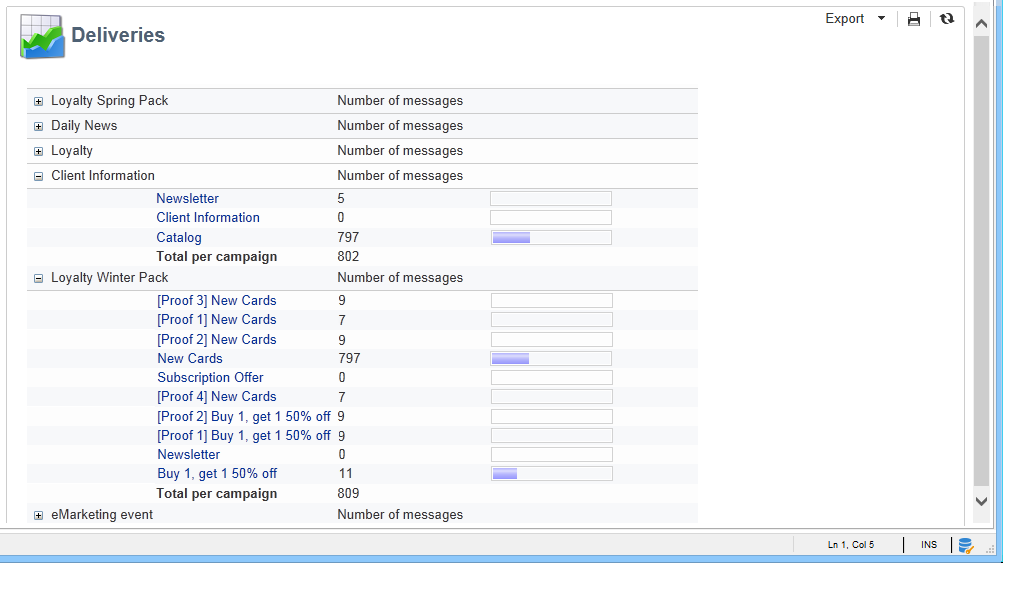 Export
Deliveries
Loyalty Spring Pack Number of messages
Daily News Number of messages
Loyalty Number of messages
Client Information Number of messages
Newsletter 5
Client Information 0
Catalog 797
Total per campaign 802
Loyalty Winter Pack Number of messages
[Proof 3] New Cards 9
[Proof 1] New Cards 7
[Proof 2] New Cards 9
New Cards 797
Subscription Offer 0
[Proof 4] New Cards 7
[Proof 2] Buy 1, get 1 50% off 9
[Proof 1] Buy 1, get 1 50% off 9
Newsletter 0
Buy 1, get 1 50% off 11
Total per campaign 809
eMarketing event Number of messages
Ln 1, Col 5 INS